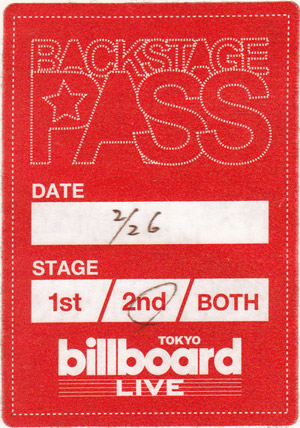 BACKSTAGE
PASS
DATE
2/26
STAGE
1st / 2nd / BOTH
TOKYO
billboard
LIVE